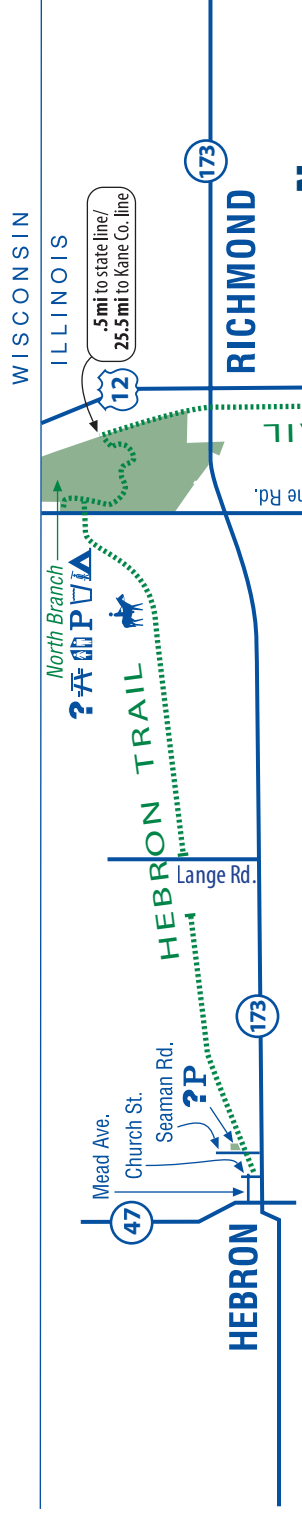 WISCONSIN
ILLINOIS
.5 mi to state line/
25.5 mi to Kane Co. line
173
RICHMOND
12
North Branch
? P
HEBRON TRAIL
Lange Rd.
173
Mead Ave.
Church St.
Seaman Rd.
? P
47
HEBRON
Rd.